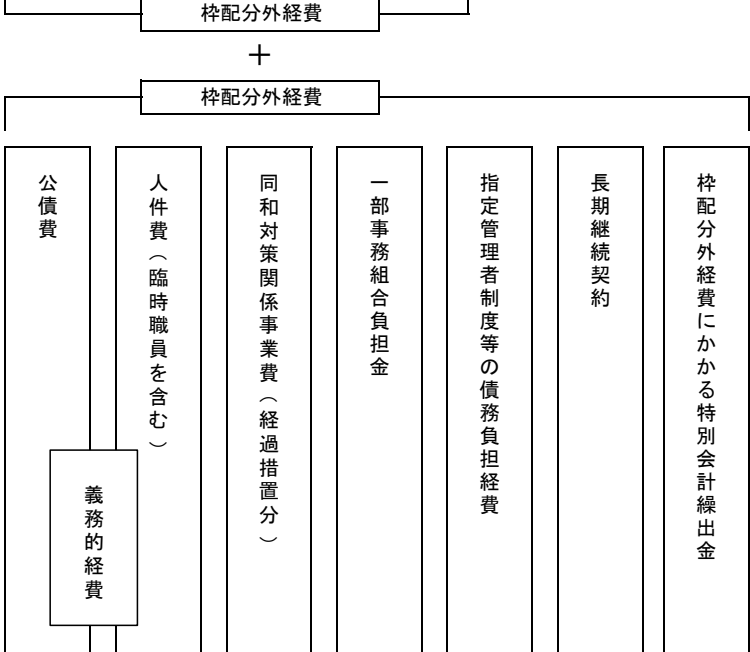 枠配分外経費
＋
枠配分外経費
公債費
人件費（臨時職員を含む）
同和対策関係事業費（経過措置分）
一部事務組合負担金
指定管理者制度等の債務負担経費
長期継続契約
枠配分外経費にかかる特別会計繰出金
義務的経費